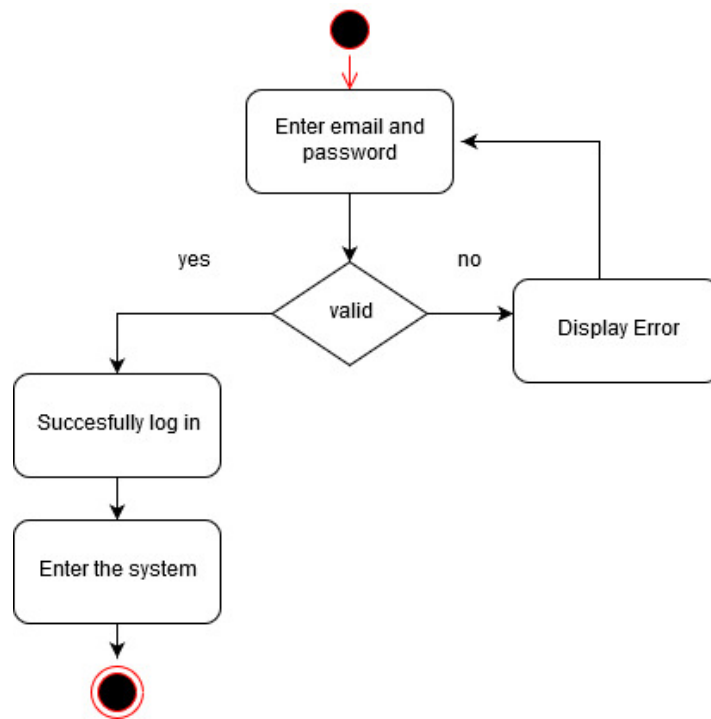 Enter email and
password
yes
no
valid
Display Error
Succesfully log in
Enter the system